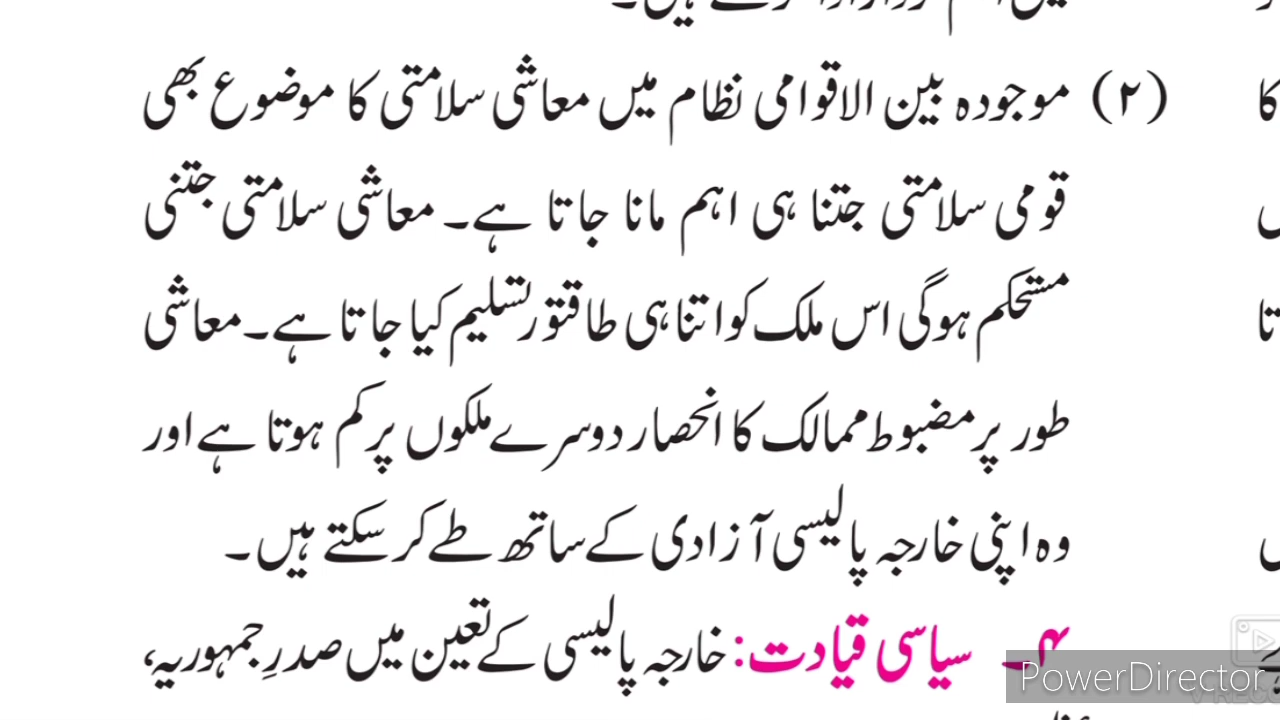 (۲) موجودہ بین الاقوامی نظام میں معاشی سلامتی کا موضوع بھی
قومی سلامتی جتنا ہی اہم مانا جاتا ہے۔ معاشی سلامتی جتنی
مستحکم ہوگی اس ملک کو اتنا ہی طاقتور تسلیم کیا جاتا ہے۔ معاشی
طور پر مضبوط ممالک کا انحصار دوسرے ملکوں پر کم ہوتا ہے اور
وہ اپنی خارجہ پالیسی آزادی کے ساتھ طے کر سکتے ہیں۔
۴۔ سیاسی قیادت: خارجہ پالیسی کے تعین میں صدرِ جمہوریہ،
PowerDirector